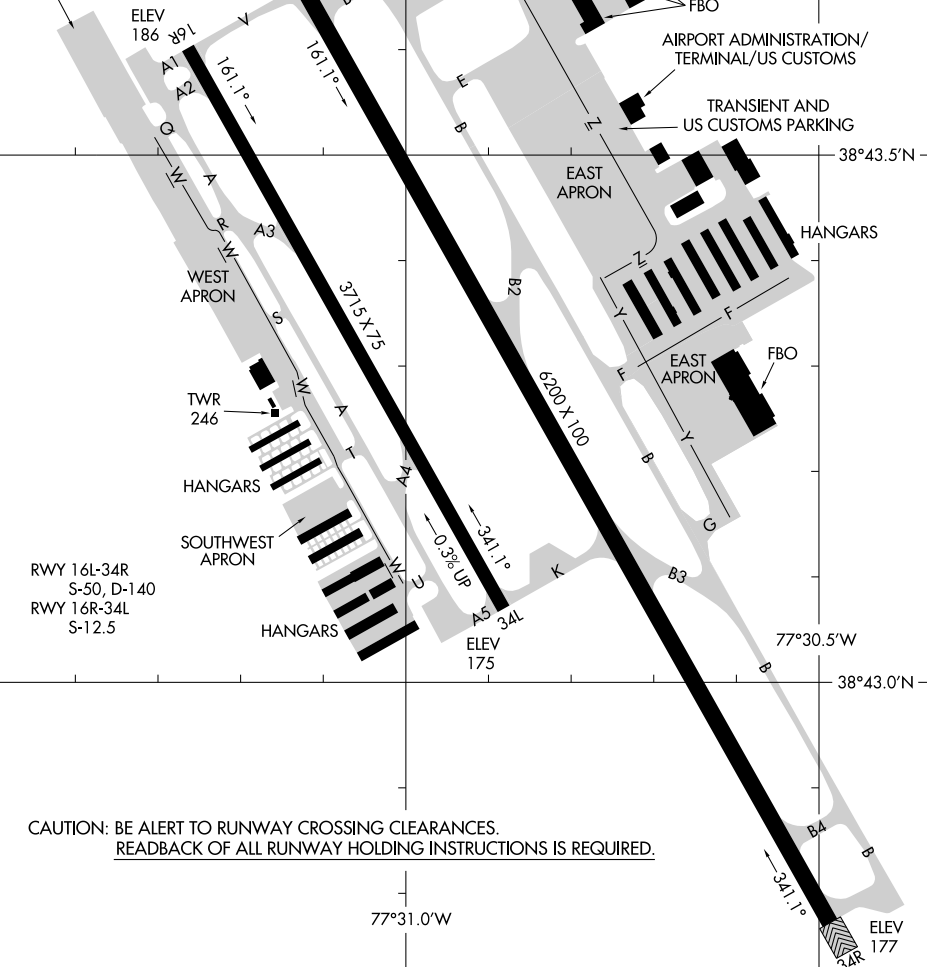 FBO
ELEV
186
16R
V
A1
A2
161.1°
161.1°
E
B
AIRPORT ADMINISTRATION/
TERMINAL/US CUSTOMS
TRANSIENT AND
US CUSTOMS PARKING
Z
Q
38°43.5'N
W
A
EAST
APRON
R
A3
W
HANGARS
Z
WEST
APRON
B2
3715 X 75
S
Y
F
EAST
APRON
FBO
F
W
6200 X 100
TWR
246
A
Y
T
B
A4
HANGARS
G
SOUTHWEST
APRON
0.3% UP
341.1°
W
U
K
B3
RWY 16L-34R
S-50, D-140
RWY 16R-34L
S-12.5
HANGARS
A5
34L
ELEV
175
77°30.5'W
B
38°43.0'N
CAUTION: BE ALERT TO RUNWAY CROSSING CLEARANCES.
READBACK OF ALL RUNWAY HOLDING INSTRUCTIONS IS REQUIRED.
B4
B
341.1°
77°31.0'W
ELEV
177
34R